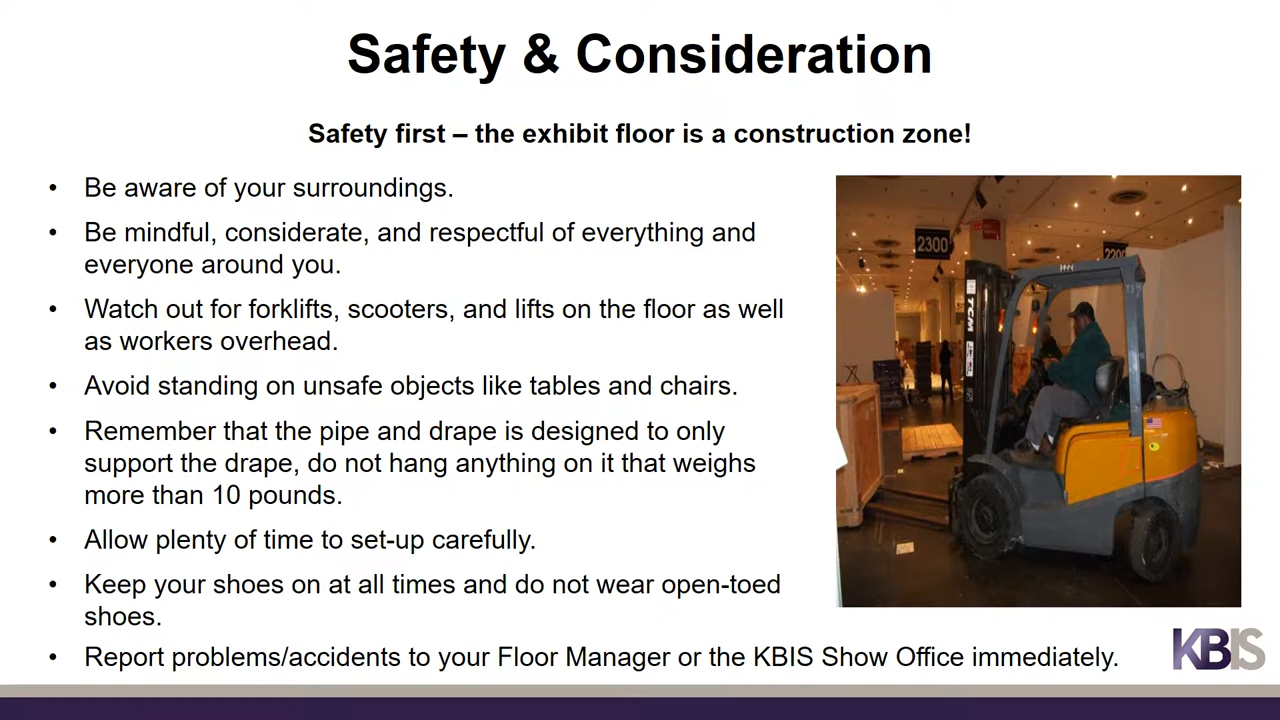 Safety & Consideration
Safety first – the exhibit floor is a construction zone!
• Be aware of your surroundings.
• Be mindful, considerate, and respectful of everything and
everyone around you.
• Watch out for forklifts, scooters, and lifts on the floor as well
as workers overhead.
• Avoid standing on unsafe objects like tables and chairs.
• Remember that the pipe and drape is designed to only
support the drape, do not hang anything on it that weighs
more than 10 pounds.
• Allow plenty of time to set-up carefully.
• Keep your shoes on at all times and do not wear open-toed
shoes.
• Report problems/accidents to your Floor Manager or the KBIS Show Office immediately.
2300
2200
TCM
KBIS